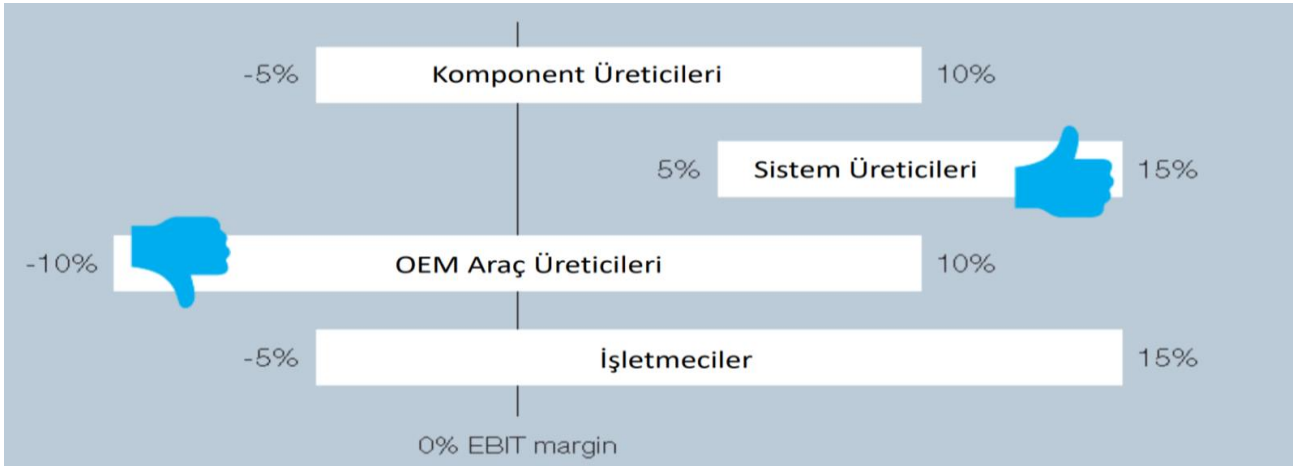 -5% Komponent Üreticileri 10%
5% Sistem Üreticileri 15%
-10% OEM Araç Üreticileri 10%
-5% İşletmeciler 15%
0% EBIT margin